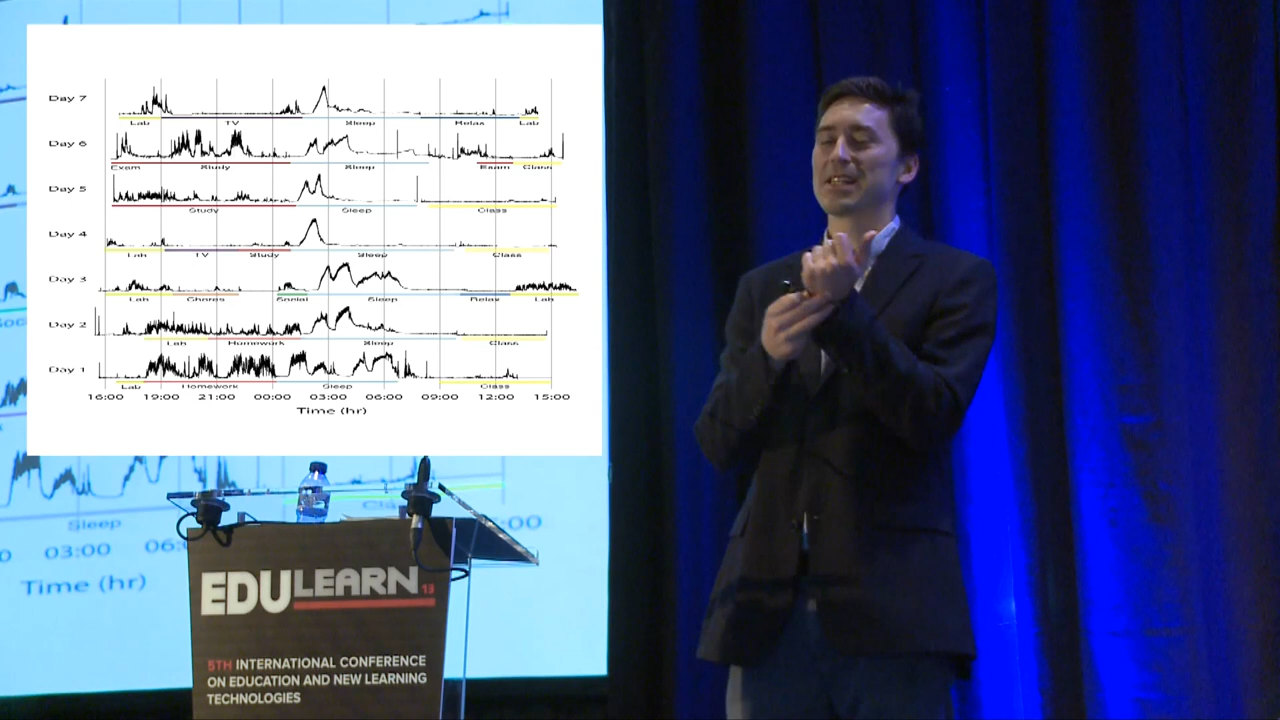 Day 7
Lab TV Sleep Relax Lab
Day 6
Exam Study Sleep Exam Class
Day 5
Study Sleep Class
Day 4
Lab TV Study Sleep Class
Day 3
Lab Chores Social Sleep Relax Lab
Day 2
Lab Homework Sleep Class
Day 1
Lab Homework Sleep Class
16:00 19:00 21:00 00:00 03:00 06:00 09:00 12:00 15:00
Time (hr)
Sleep
03:00
Time (hr)
EDULEARN 13
5TH INTERNATIONAL CONFERENCE
ON EDUCATION AND NEW LEARNING
TECHNOLOGIES